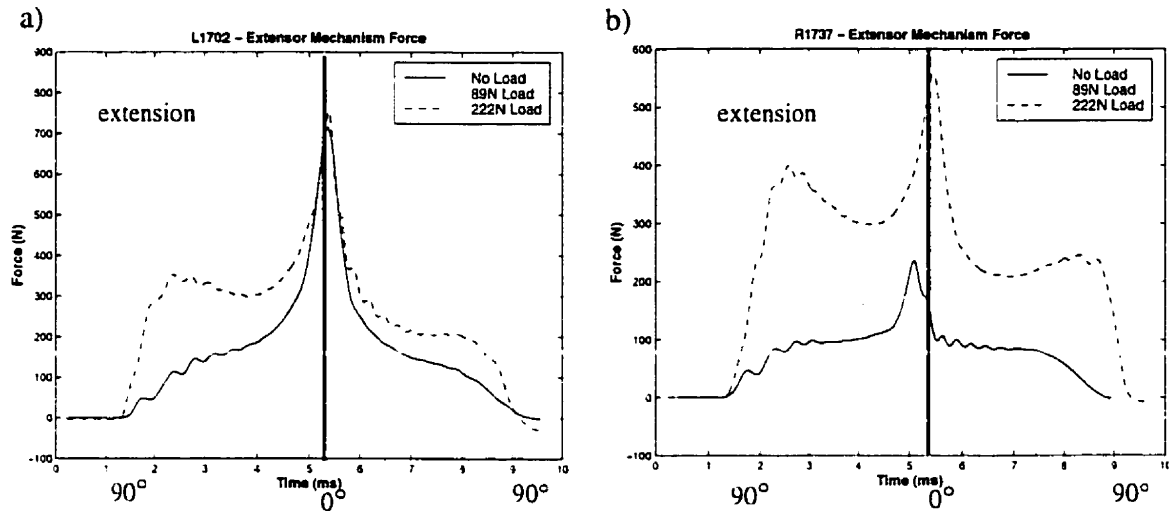 a)
L1702 – Extensor Mechanism Force
900
800
700
600
500
400
300
200
100
0
-100
Force (N)
extension
No Load
89N Load
222N Load
0 1 2 3 4 5 6 7 8 9 10
Time (ms)
90° 0° 90°
b)
R1737 – Extensor Mechanism Force
600
500
400
300
200
100
0
-100
Force (N)
extension
No Load
89N Load
222N Load
0 1 2 3 4 5 6 7 8 9 10
Time (ms)
90° 0° 90°